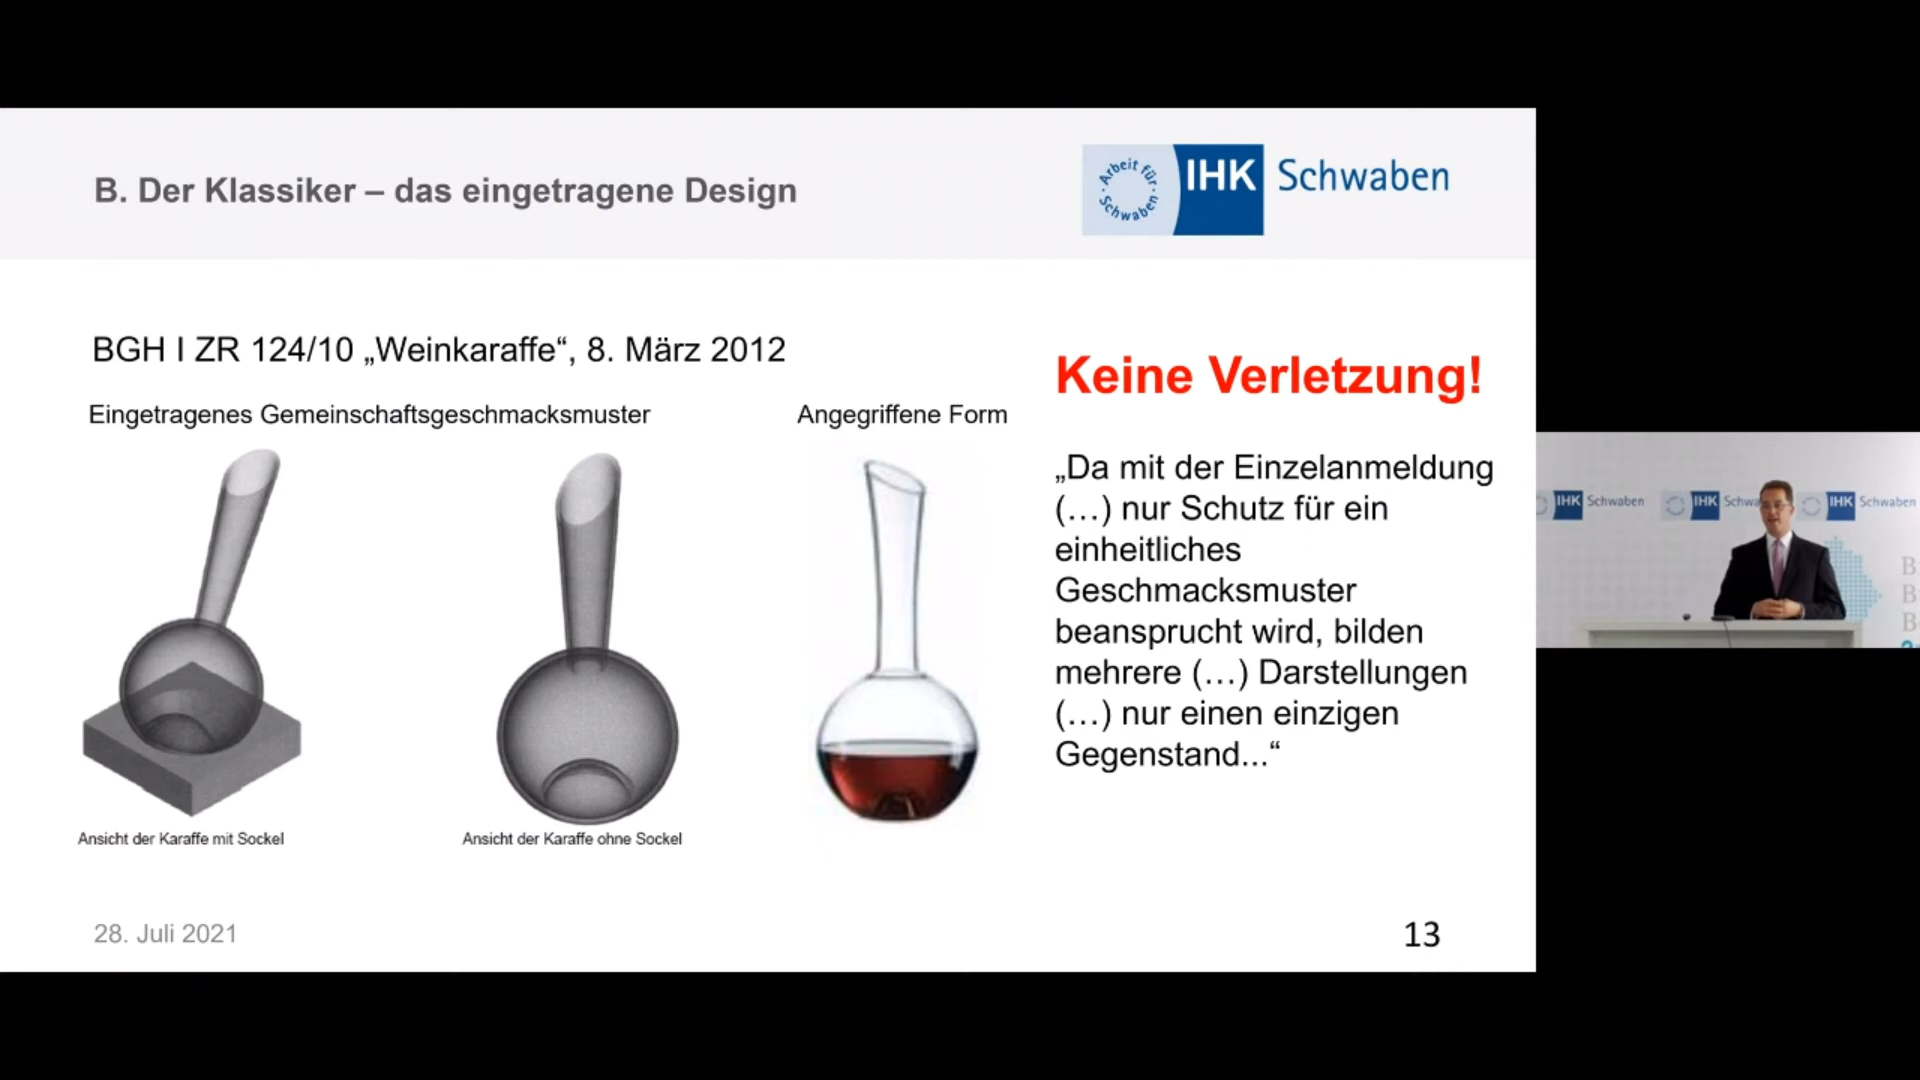 B. Der Klassiker – das eingetragene Design
Arbeit für Schwaben
IHK Schwaben
BGH I ZR 124/10 „Weinkaraffe“, 8. März 2012
Eingetragenes Gemeinschaftsgeschmacksmuster
Angegriffene Form
Ansicht der Karaffe mit Sockel
Ansicht der Karaffe ohne Sockel
Keine Verletzung!
„Da mit der Einzelanmeldung
(…) nur Schutz für ein
einheitliches
Geschmacksmuster
beansprucht wird, bilden
mehrere (…) Darstellungen
(…) nur einen einzigen
Gegenstand...“
28. Juli 2021
13
IHK Schwaben
IHK Schwa
IHK Schwaben
B
B
B